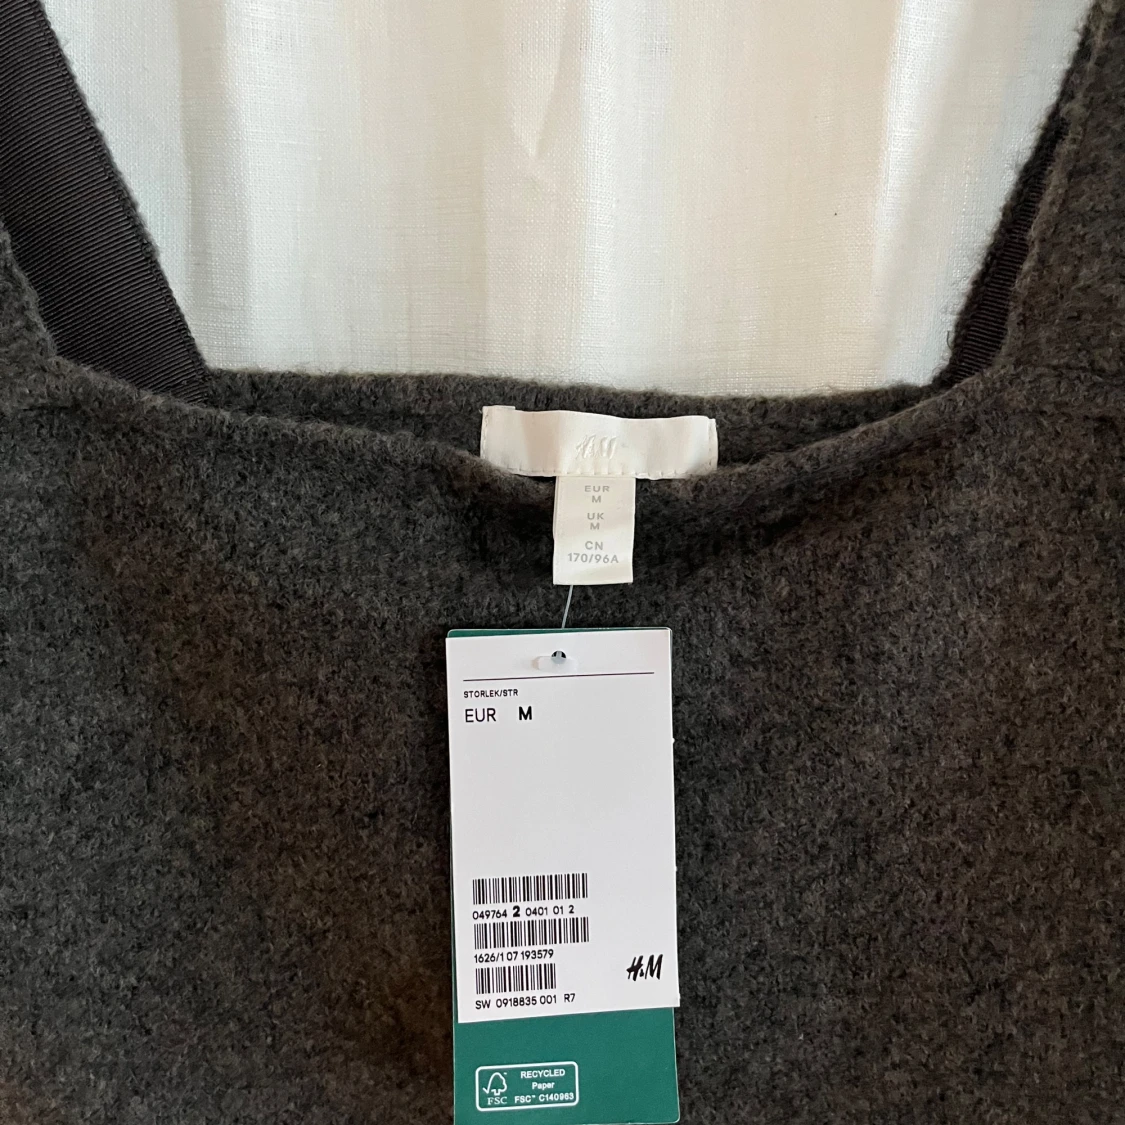 H&M
EUR
M
UK
M
CN
170/96A
STORLEK/STR
EUR M
049764 2 0401 01 2
1626/1 07 193579
H&M
SW 0918835 001 R7
RECYCLED
Paper
FSC
FSC™ C140963